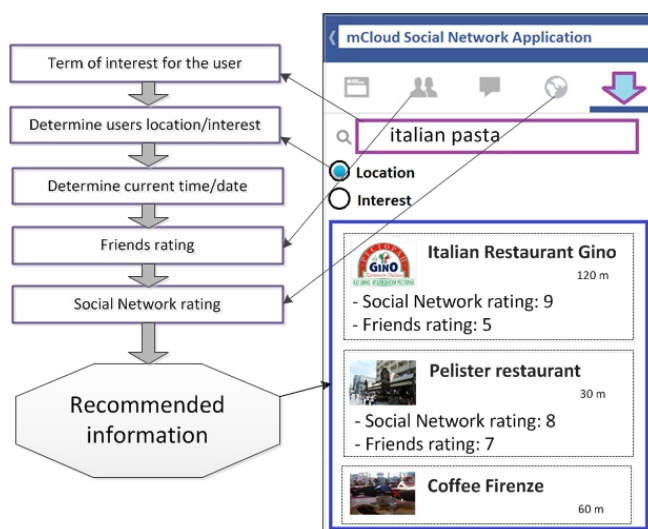 Term of interest for the user
Determine users location/interest
Determine current time/date
Friends rating
Social Network rating
Recommended
information
mCloud Social Network Application
italian pasta
Location
Interest
GINO
Italian Restaurant Gino
120 m
- Social Network rating: 9
- Friends rating: 5
Pelister restaurant
30 m
- Social Network rating: 8
- Friends rating: 7
Coffee Firenze
60 m